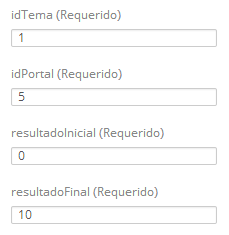 idTema (Requerido)
1
idPortal (Requerido)
5
resultadoInicial (Requerido)
0
resultadoFinal (Requerido)
10